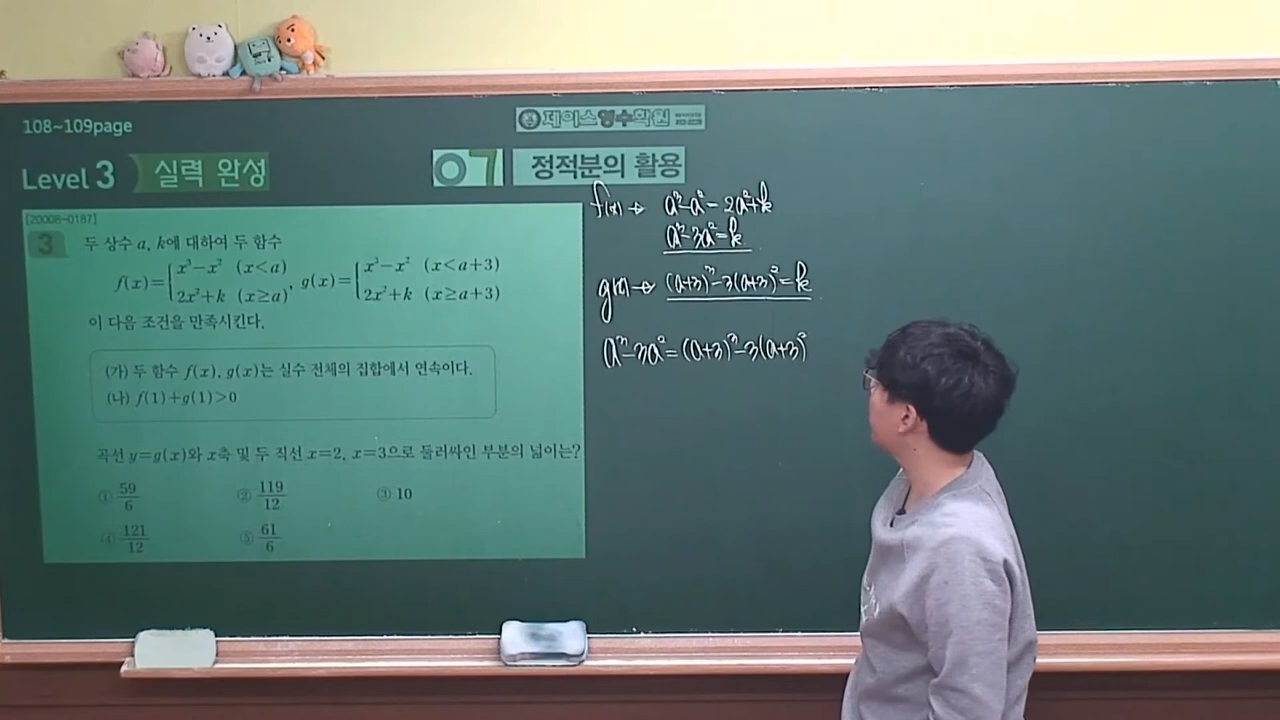 108~109page
제이스영수학원
Level 3 실력 완성
07 정적분의 활용
[20008-0187]
3
두 상수 a, k에 대하여 두 함수
f(x)={x³-x² (x<a) 2x²+k (x≥a), g(x)={x³-x² (x<a+3) 2x²+k (x≥a+3)
이 다음 조건을 만족시킨다.
(가) 두 함수 f(x), g(x)는 실수 전체의 집합에서 연속이다.
(나) f(1)+g(1)>0
곡선 y=g(x)와 x축 및 두 직선 x=2, x=3으로 둘러싸인 부분의 넓이는?
① 59/6 ② 119/12 ③ 10
④ 121/12 ⑤ 61/6
f(x) → a³-a²=2a²+k
a³-3a²=k
g(x) → (a+3)³-3(a+3)²=k
a³-3a²=(a+3)³-3(a+3)²